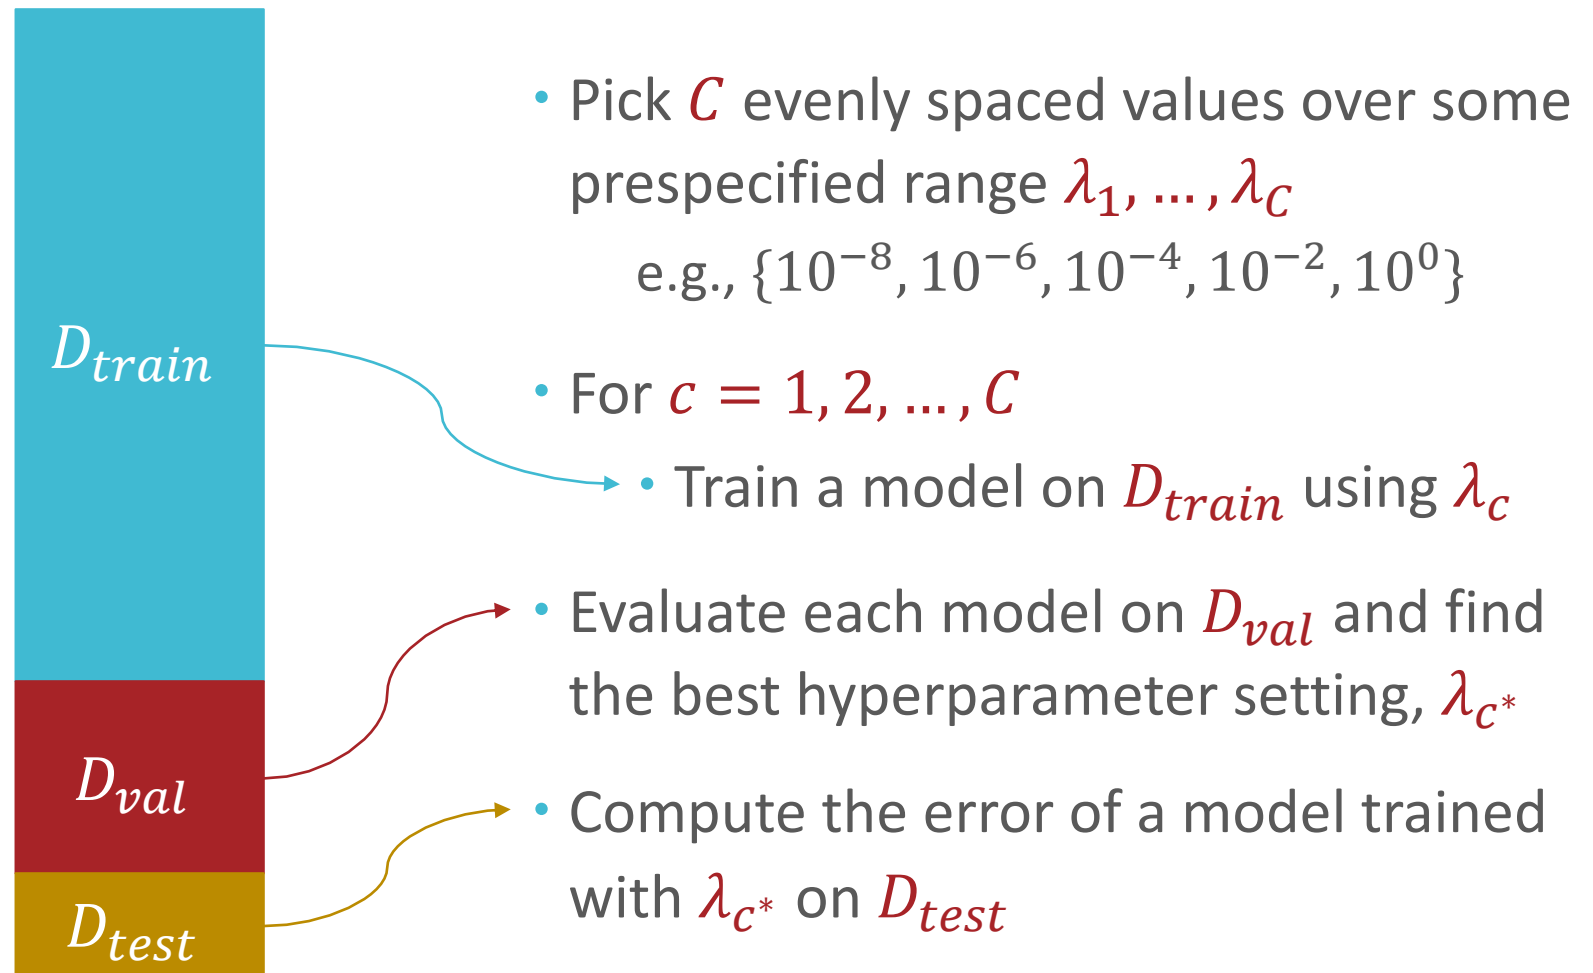 D_train
D_val
D_test
• Pick C evenly spaced values over some
prespecified range λ_1, … , λ_C
e.g., {10^−8, 10^−6, 10^−4, 10^−2, 10^0}
• For c = 1, 2, … , C
• Train a model on D_train using λ_c
• Evaluate each model on D_val and find
the best hyperparameter setting, λ_c*
• Compute the error of a model trained
with λ_c* on D_test